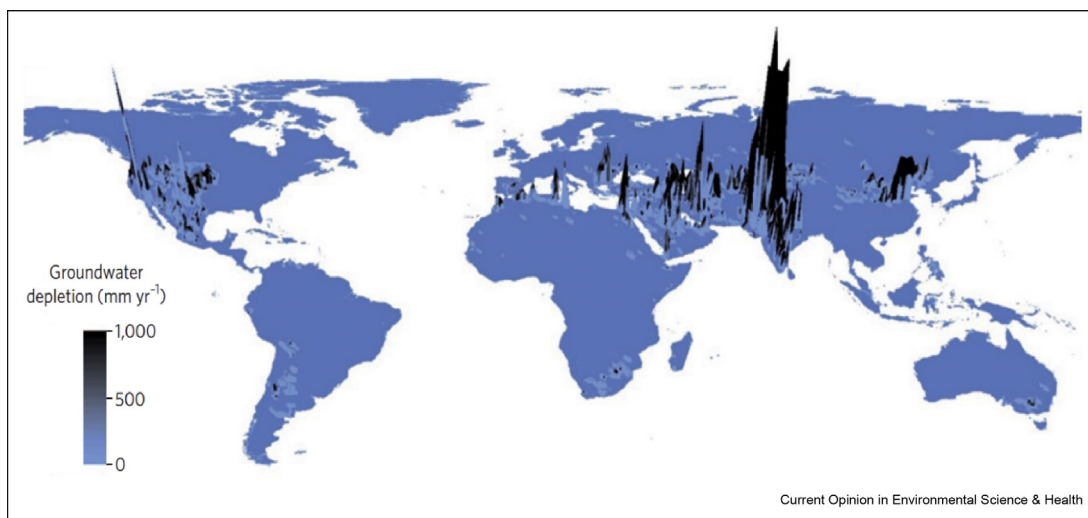 Groundwater
depletion (mm yr⁻¹)
1,000
500
0
Current Opinion in Environmental Science & Health